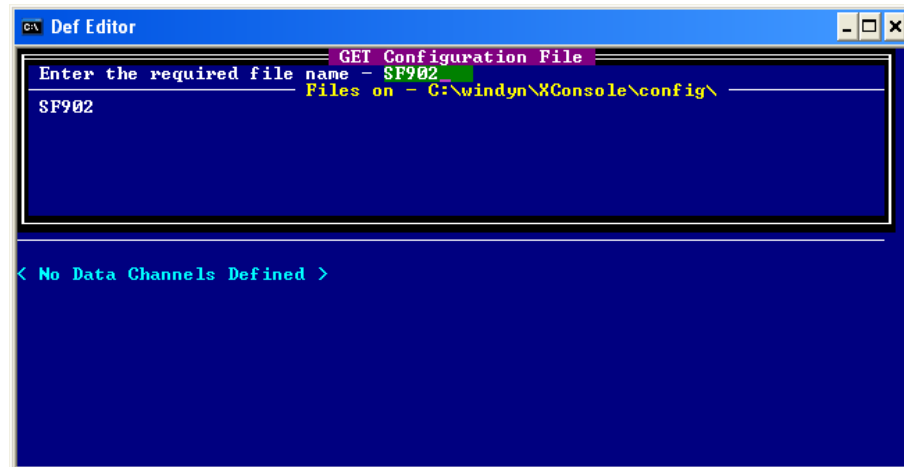 Def Editor
GET Configuration File
Enter the required file name - SF902
Files on - C:\windyn\XConsole\config\
SF902
< No Data Channels Defined >